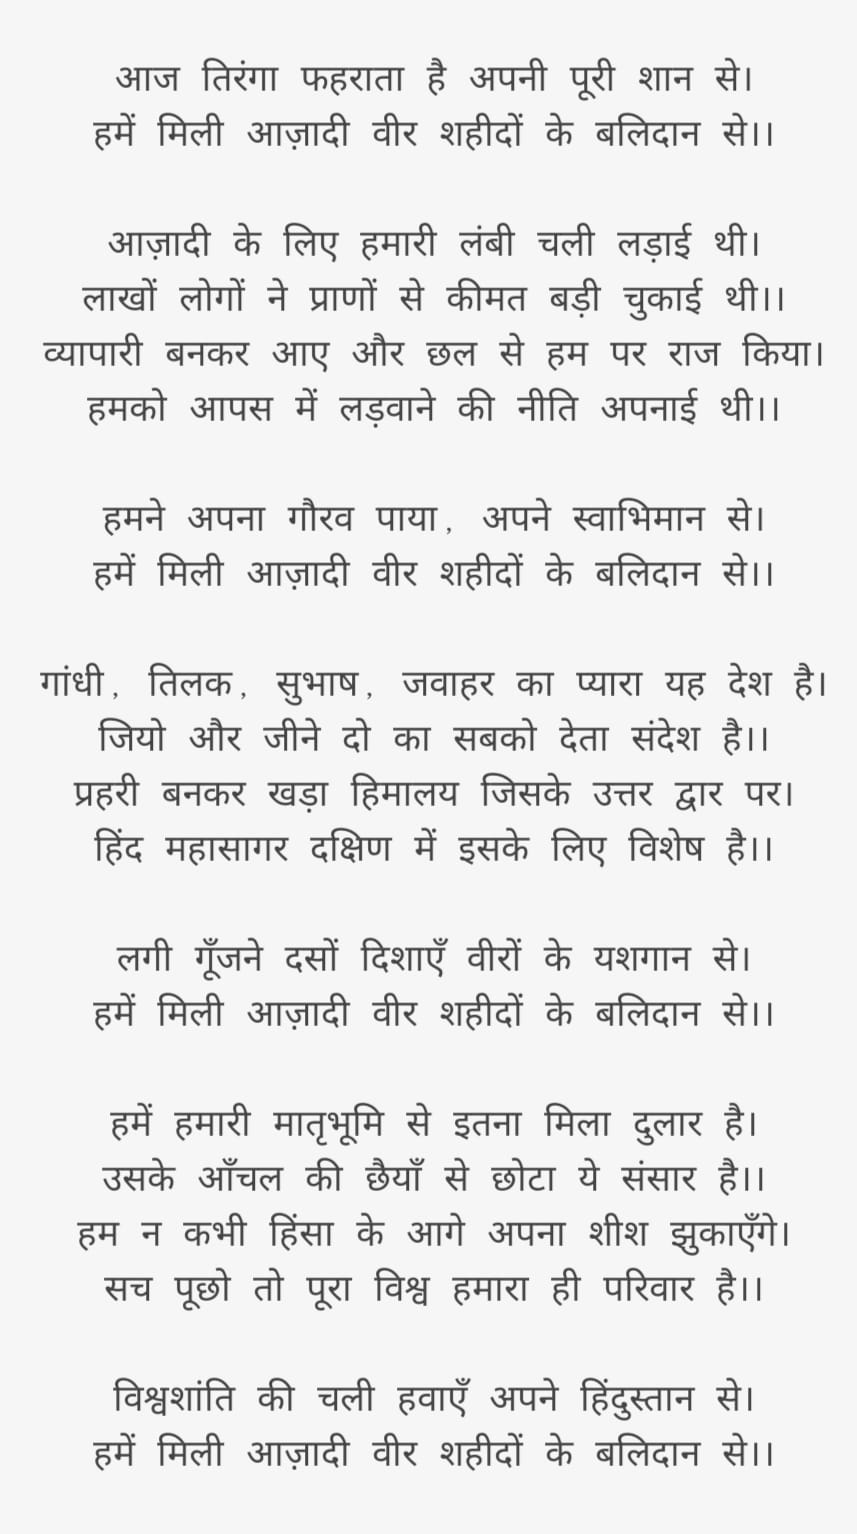 आज तिरंगा फहराता है अपनी पूरी शान से।
हमें मिली आज़ादी वीर शहीदों के बलिदान से।।
आज़ादी के लिए हमारी लंबी चली लड़ाई थी।
लाखों लोगों ने प्राणों से कीमत बड़ी चुकाई थी।।
व्यापारी बनकर आए और छल से हम पर राज किया।
हमको आपस में लड़वाने की नीति अपनाई थी।।
हमने अपना गौरव पाया, अपने स्वाभिमान से।
हमें मिली आज़ादी वीर शहीदों के बलिदान से।।
गांधी, तिलक, सुभाष, जवाहर का प्यारा यह देश है।
जियो और जीने दो का सबको देता संदेश है।।
प्रहरी बनकर खड़ा हिमालय जिसके उत्तर द्वार पर।
हिंद महासागर दक्षिण में इसके लिए विशेष है।।
लगी गूँजने दसों दिशाएँ वीरों के यशगान से।
हमें मिली आज़ादी वीर शहीदों के बलिदान से।।
हमें हमारी मातृभूमि से इतना मिला दुलार है।
उसके आँचल की छैयाँ से छोटा ये संसार है।।
हम न कभी हिंसा के आगे अपना शीश झुकाएँगे।
सच पूछो तो पूरा विश्व हमारा ही परिवार है।।
विश्वशांति की चली हवाएँ अपने हिंदुस्तान से।
हमें मिली आज़ादी वीर शहीदों के बलिदान से।।